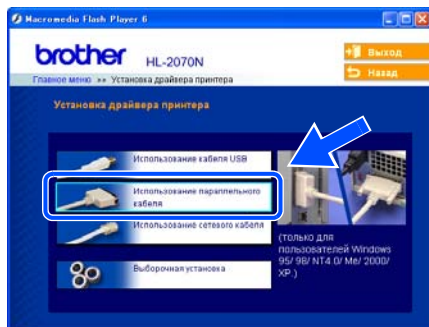 Macromedia Flash Player 6
brother HL-2070N
Выход
Назад
Главное меню »» Установка драйвера принтера
Установка драйвера принтера
Использование кабеля USB
Использование параллельного
кабеля
Использование сетевого кабеля
Выборочная установка
(только для
пользователей Windows
95/ 98/ NT4.0/ Me/ 2000/
XP.)